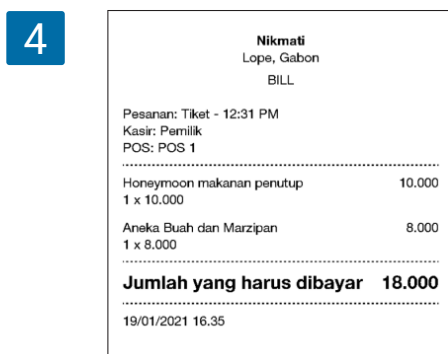 4
Nikmati
Lope, Gabon
BILL
Pesanan: Tiket - 12:31 PM
Kasir: Pemilik
POS: POS 1
Honeymoon makanan penutup 10.000
1 x 10.000
Aneka Buah dan Marzipan 8.000
1 x 8.000
Jumlah yang harus dibayar 18.000
19/01/2021 16.35